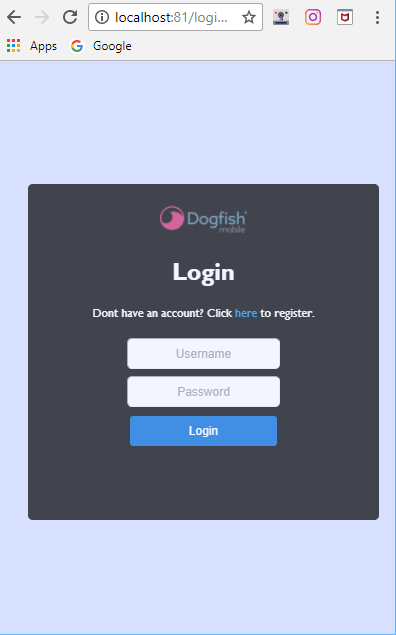 localhost:81/logi...
Apps
Google
Dogfish
mobile
Login
Dont have an account? Click here to register.
Username
Password
Login